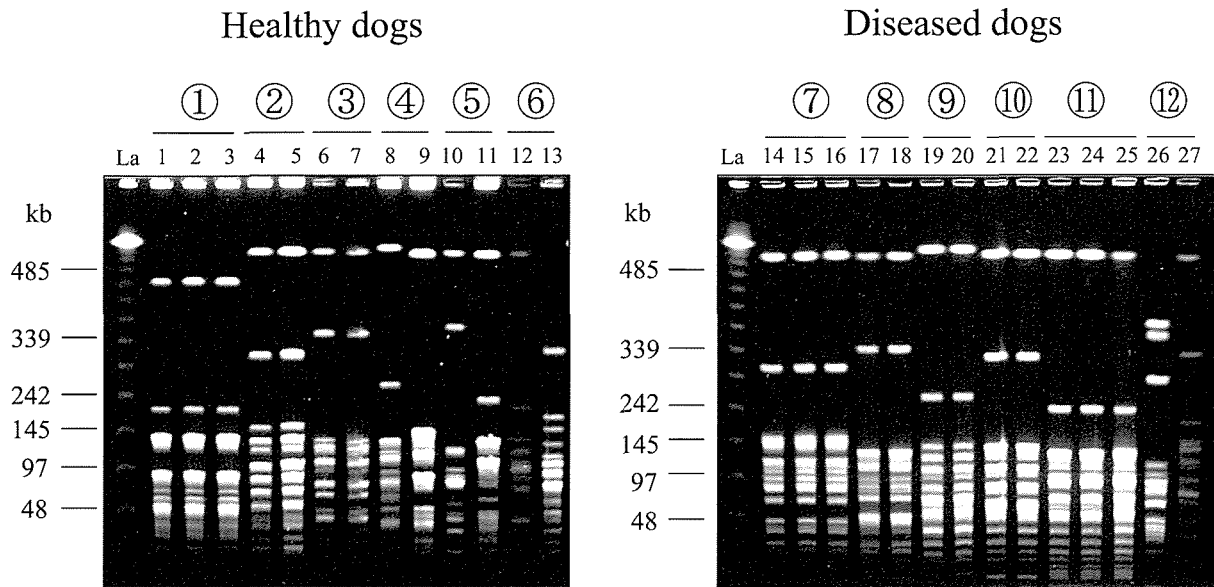 Healthy dogs
① ② ③ ④ ⑤ ⑥
La 1 2 3 4 5 6 7 8 9 10 11 12 13
kb
485
339
242
145
97
48
Diseased dogs
⑦ ⑧ ⑨ ⑩ ⑪ ⑫
La 14 15 16 17 18 19 20 21 22 23 24 25 26 27
kb
485
339
242
145
97
48